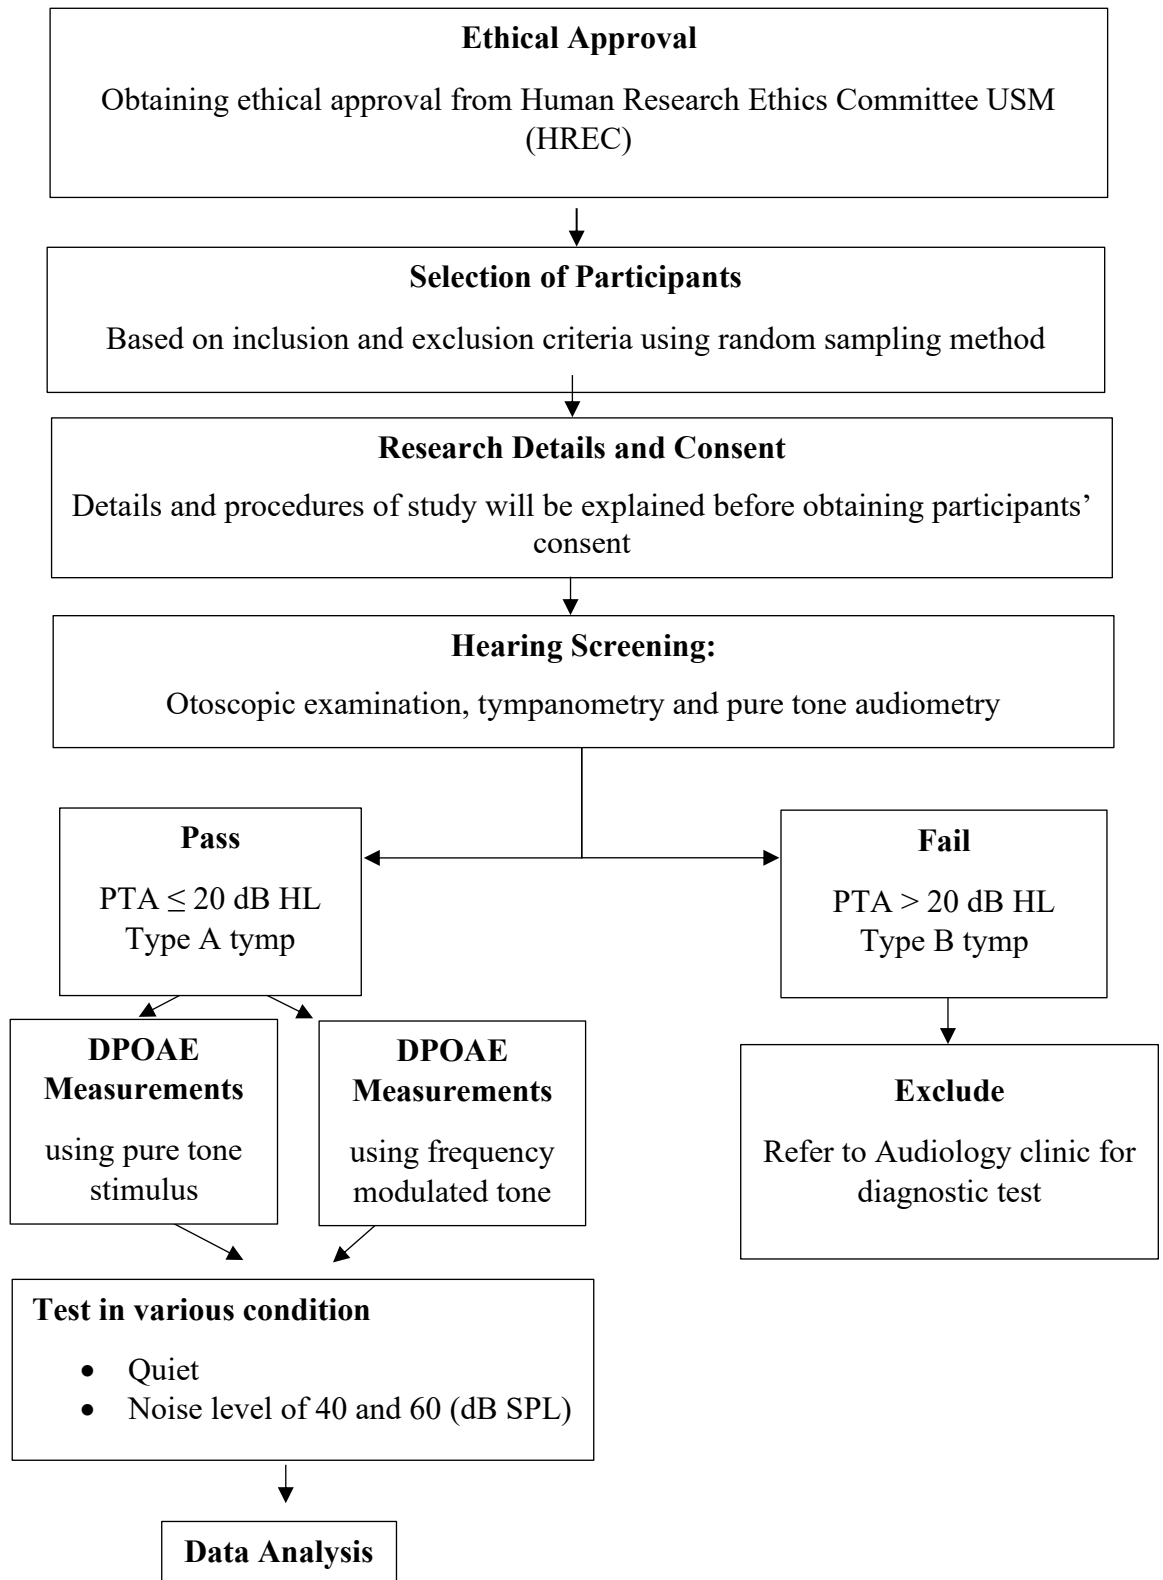 Ethical Approval
Obtaining ethical approval from Human Research Ethics Committee USM
(HREC)
Selection of Participants
Based on inclusion and exclusion criteria using random sampling method
Research Details and Consent
Details and procedures of study will be explained before obtaining participants’
consent
Hearing Screening:
Otoscopic examination, tympanometry and pure tone audiometry
Pass
PTA ≤ 20 dB HL
Type A tymp
Fail
PTA > 20 dB HL
Type B tymp
DPOAE
Measurements
using pure tone
stimulus
DPOAE
Measurements
using frequency
modulated tone
Exclude
Refer to Audiology clinic for
diagnostic test
Test in various condition
• Quiet
• Noise level of 40 and 60 (dB SPL)
Data Analysis